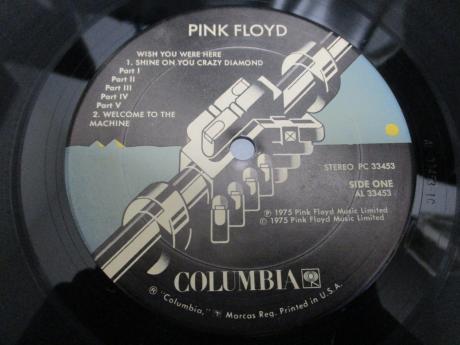 PINK FLOYD
WISH YOU WERE HERE
1. SHINE ON YOU CRAZY DIAMOND
Part I
Part II
Part III
Part IV
Part V
2. WELCOME TO THE
MACHINE
STEREO PC 33453
SIDE ONE
AL 33453
℗ 1975 Pink Floyd Music Limited
© 1975 Pink Floyd Music Limited
COLUMBIA
® "Columbia," Marcas Reg. Printed in U.S.A.